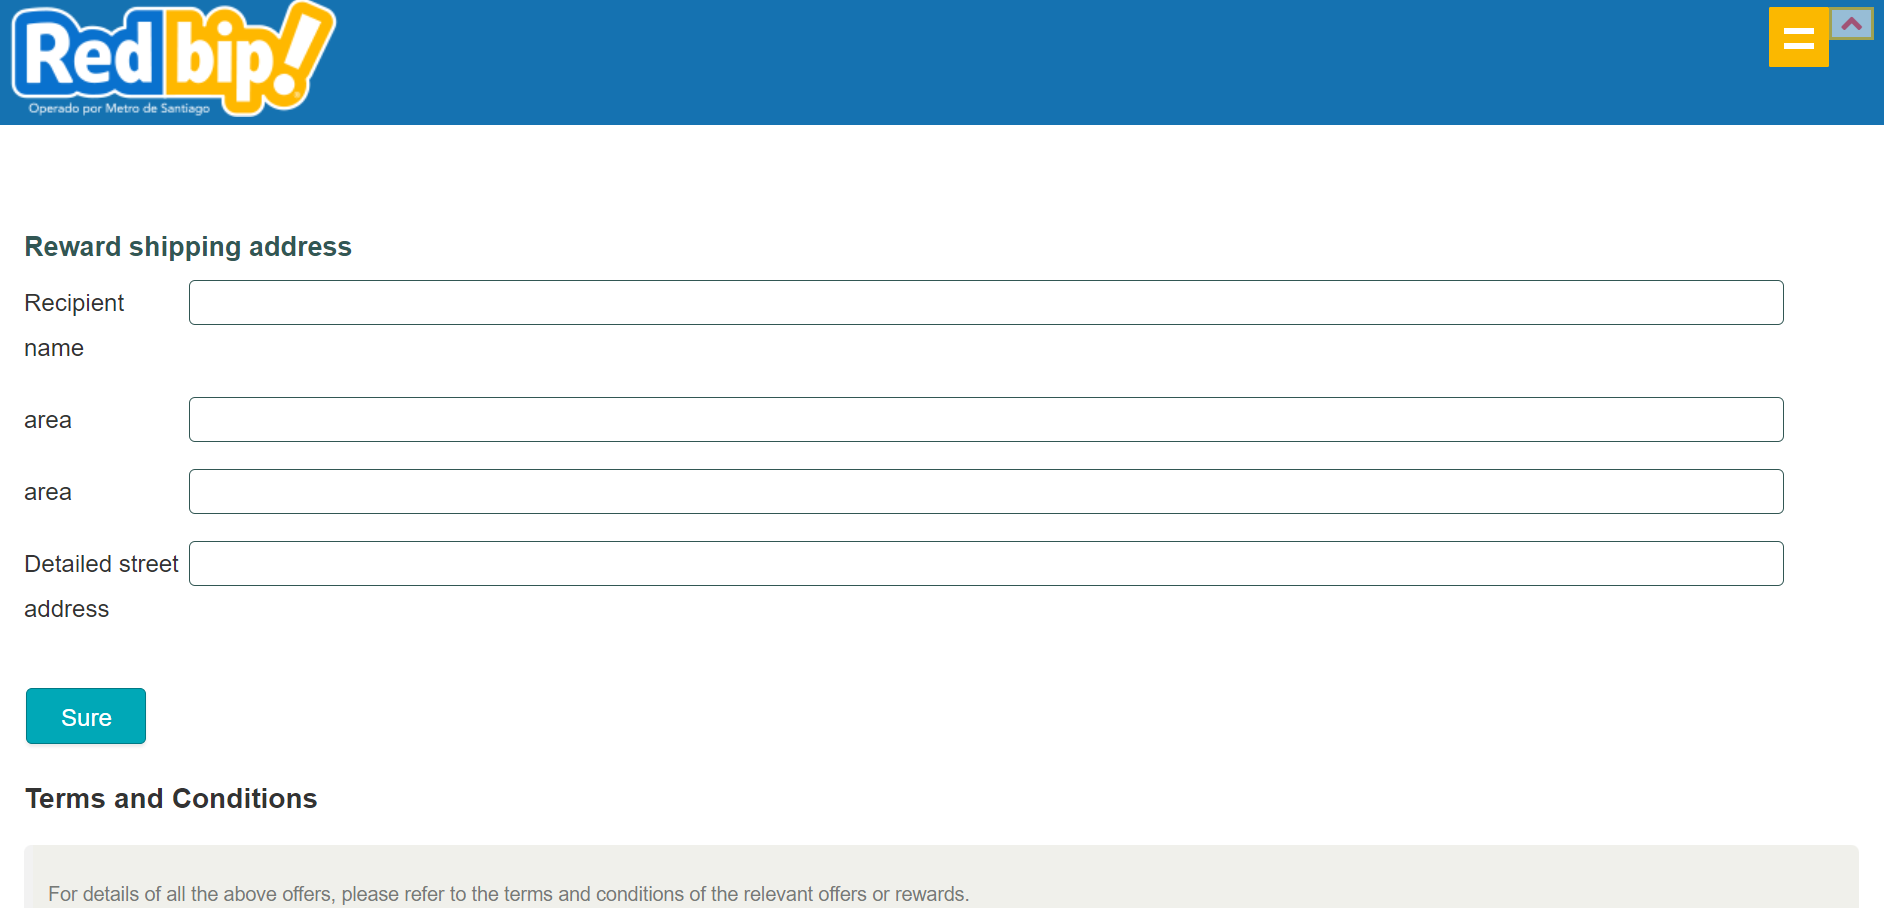 Red bip!
Operado por Metro de Santiago
Reward shipping address
Recipient
name
area
area
Detailed street
address
Sure
Terms and Conditions
For details of all the above offers, please refer to the terms and conditions of the relevant offers or rewards.